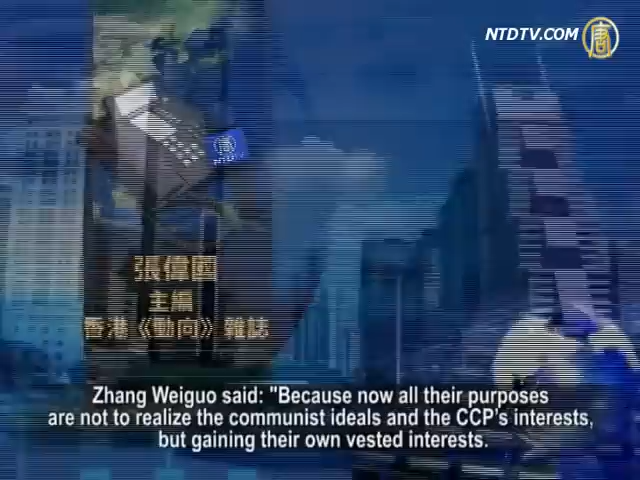 NTDTV.COM
唐
唐
張偉國
主編
香港《動向》雜誌
Zhang Weiguo said: "Because now all their purposes
are not to realize the communist ideals and the CCP's interests,
but gaining their own vested interests.